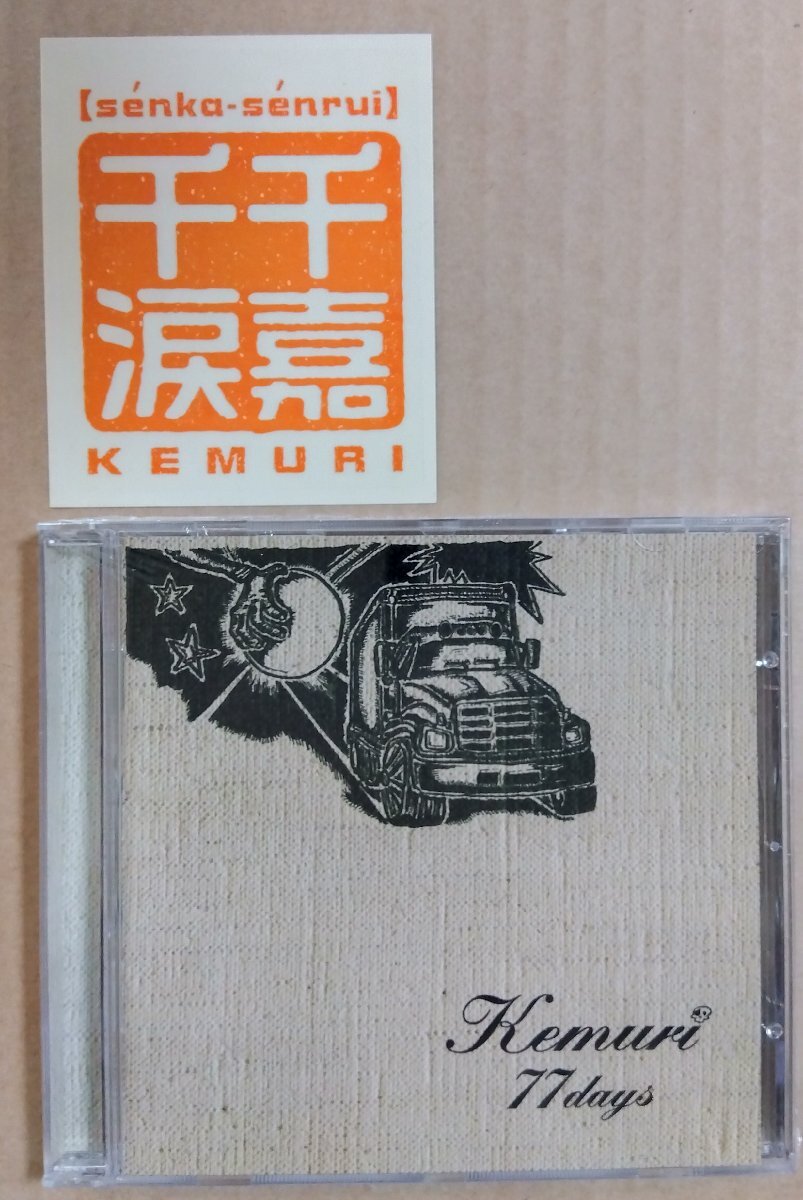 【sénka-sénrui】
千千
涙嘉
KEMURI
Kemuri
77days